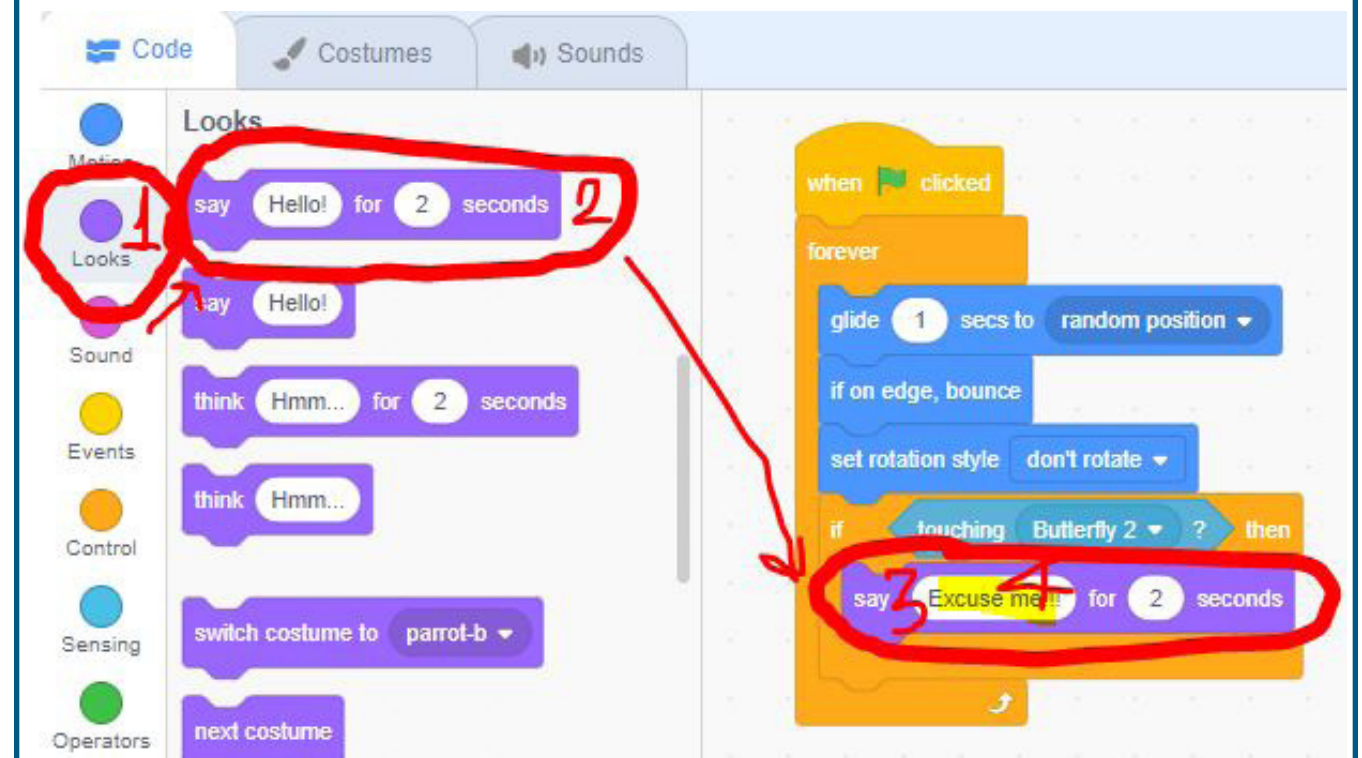 Code
Costumes
Sounds
Motion
Looks
Sound
Events
Control
Sensing
Operators
Looks
1
say Hello! for 2 seconds
2
say Hello!
think Hmm... for 2 seconds
think Hmm...
switch costume to parrot-b
next costume
when clicked
forever
glide 1 secs to random position
if on edge, bounce
set rotation style don't rotate
if touching Butterfly 2 ? then
say Excuse me!!! for 2 seconds
3
4